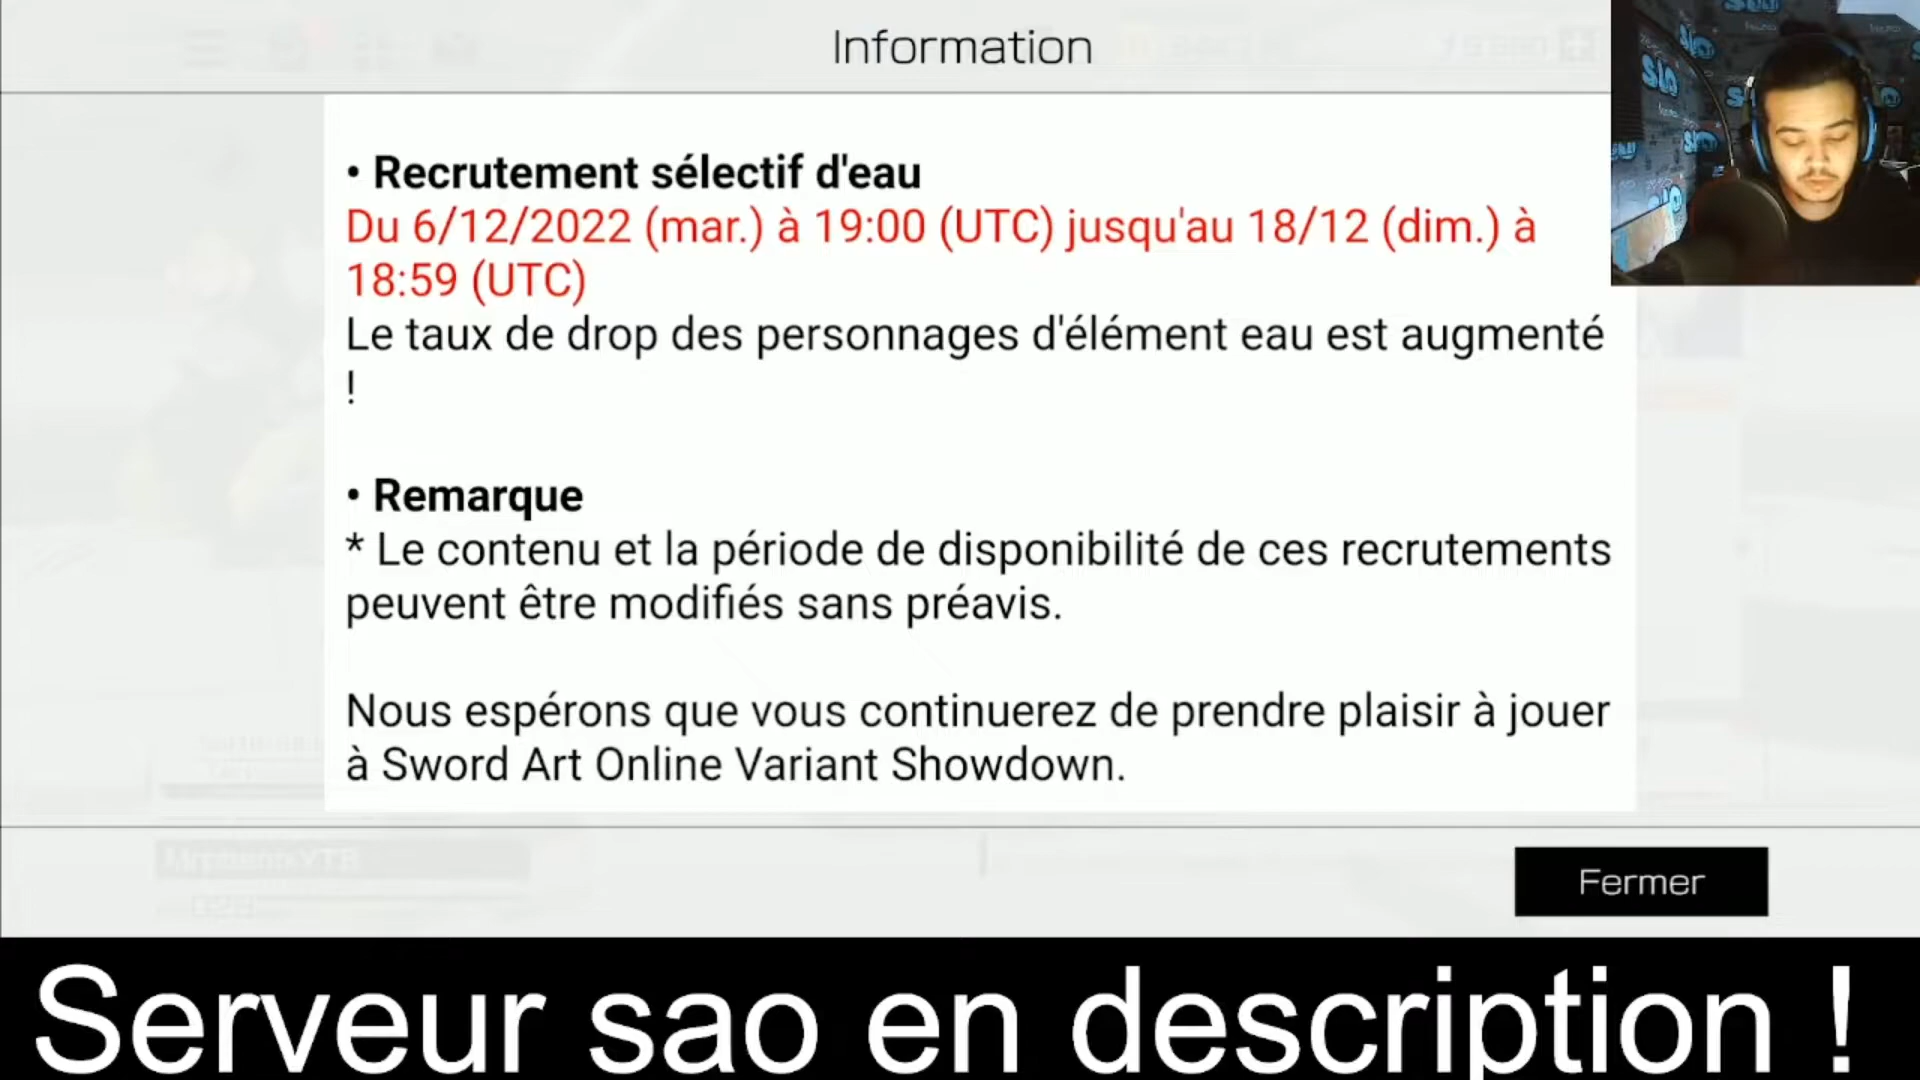 Information
• Recrutement sélectif d'eau
Du 6/12/2022 (mar.) à 19:00 (UTC) jusqu'au 18/12 (dim.) à
18:59 (UTC)
Le taux de drop des personnages d'élément eau est augmenté
!
• Remarque
* Le contenu et la période de disponibilité de ces recrutements
peuvent être modifiés sans préavis.
Nous espérons que vous continuerez de prendre plaisir à jouer
à Sword Art Online Variant Showdown.
Fermer
Serveur sao en description !